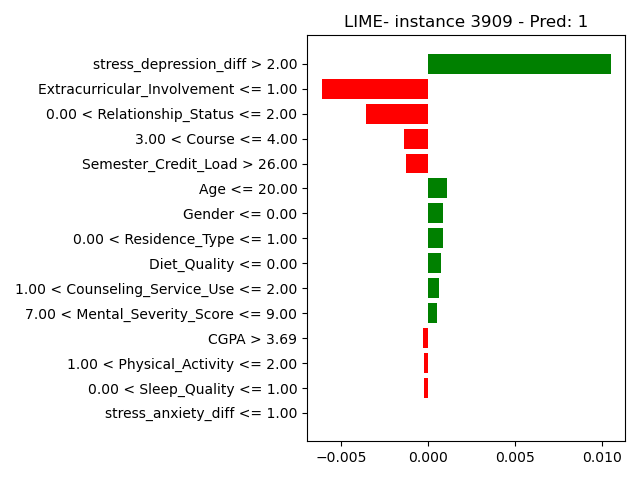 LIME- instance 3909 - Pred: 1
stress_depression_diff > 2.00
Extracurricular_Involvement <= 1.00
0.00 < Relationship_Status <= 2.00
3.00 < Course <= 4.00
Semester_Credit_Load > 26.00
Age <= 20.00
Gender <= 0.00
0.00 < Residence_Type <= 1.00
Diet_Quality <= 0.00
1.00 < Counseling_Service_Use <= 2.00
7.00 < Mental_Severity_Score <= 9.00
CGPA > 3.69
1.00 < Physical_Activity <= 2.00
0.00 < Sleep_Quality <= 1.00
stress_anxiety_diff <= 1.00
−0.005 0.000 0.005 0.010